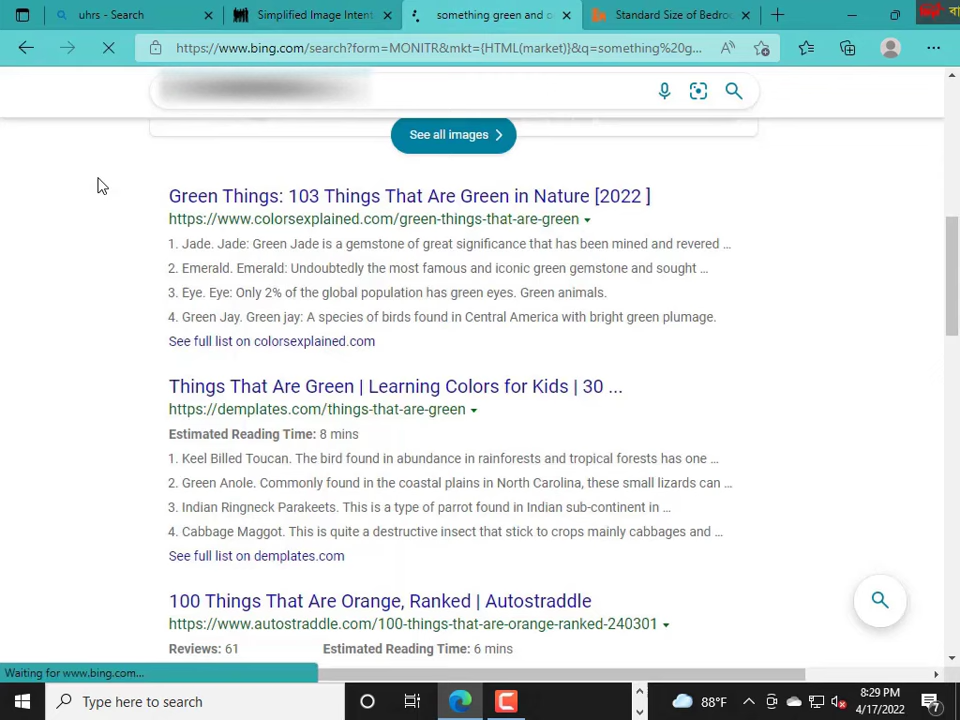 uhrs - Search
Simplified Image Intent
something green and o
Standard Size of Bedroo
https://www.bing.com/search?form=MONITR&mkt={HTML(market)}&q=something%20g...
See all images
Green Things: 103 Things That Are Green in Nature [2022 ]
https://www.colorsexplained.com/green-things-that-are-green
1. Jade. Jade: Green Jade is a gemstone of great significance that has been mined and revered ...
2. Emerald. Emerald: Undoubtedly the most famous and iconic green gemstone and sought ...
3. Eye. Eye: Only 2% of the global population has green eyes. Green animals.
4. Green Jay. Green jay: A species of birds found in Central America with bright green plumage.
See full list on colorsexplained.com
Things That Are Green | Learning Colors for Kids | 30 ...
https://demplates.com/things-that-are-green
Estimated Reading Time: 8 mins
1. Keel Billed Toucan. The bird found in abundance in rainforests and tropical forests has one ...
2. Green Anole. Commonly found in the coastal plains in North Carolina, these small lizards can ...
3. Indian Ringneck Parakeets. This is a type of parrot found in Indian sub-continent in ...
4. Cabbage Maggot. This is quite a destructive insect that stick to crops mainly cabbages and ...
See full list on demplates.com
100 Things That Are Orange, Ranked | Autostraddle
https://www.autostraddle.com/100-things-that-are-orange-ranked-240301
Reviews: 61 Estimated Reading Time: 6 mins
Waiting for www.bing.com...
Type here to search
88°F
8:29 PM
4/17/2022
7